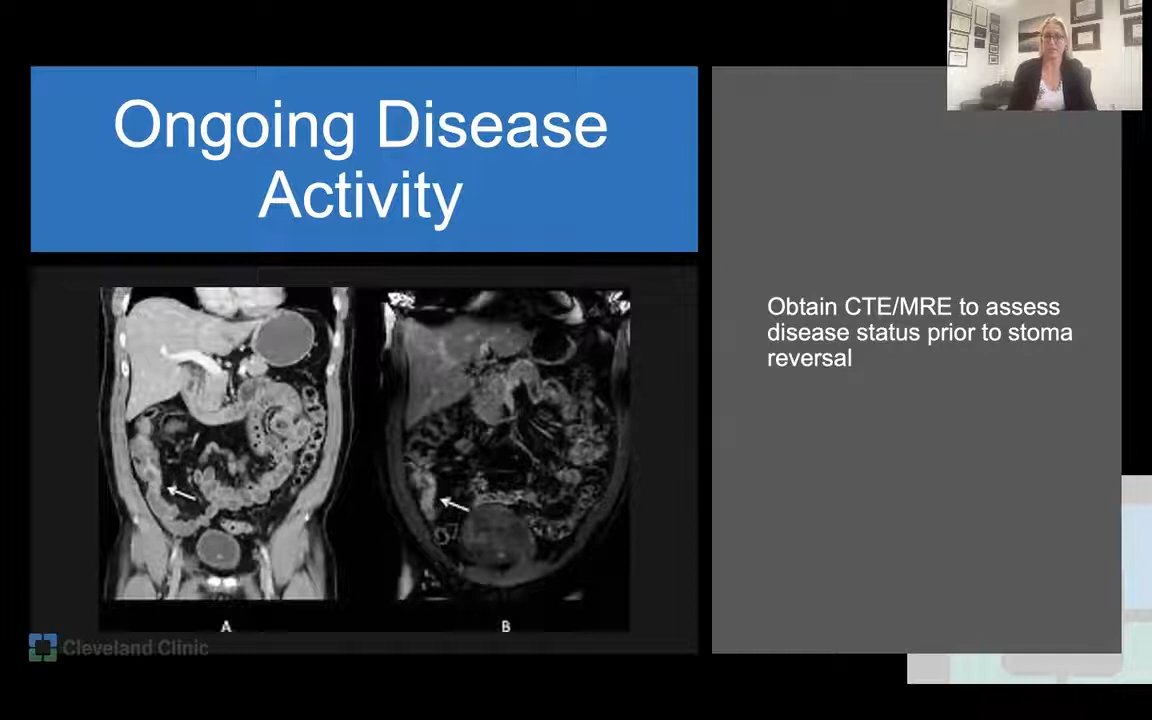 Ongoing Disease
Activity
Obtain CTE/MRE to assess
disease status prior to stoma
reversal
A
B
Cleveland Clinic